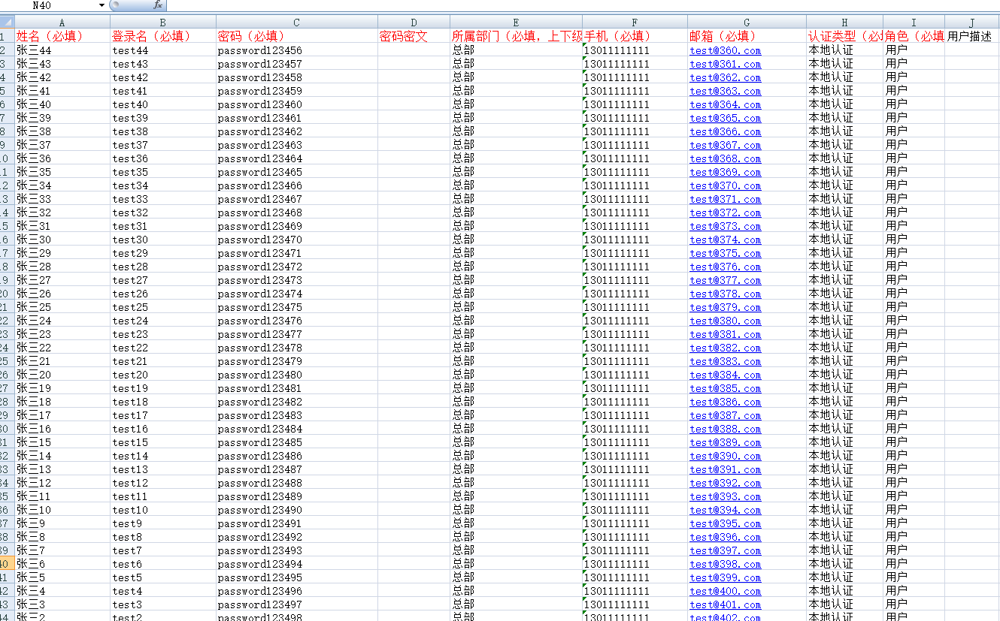 N40 fx
A B C D E F G H I J
1 姓名（必填） 登录名（必填） 密码（必填） 密码密文 所属部门（必填，上下级 手机（必填） 邮箱（必填） 认证类型（必 角色（必填 用户描述
2 张三44 test44 password123456 总部 13011111111 test@360.com 本地认证 用户
3 张三43 test43 password123457 总部 13011111111 test@361.com 本地认证 用户
4 张三42 test42 password123458 总部 13011111111 test@362.com 本地认证 用户
5 张三41 test41 password123459 总部 13011111111 test@363.com 本地认证 用户
6 张三40 test40 password123460 总部 13011111111 test@364.com 本地认证 用户
7 张三39 test39 password123461 总部 13011111111 test@365.com 本地认证 用户
8 张三38 test38 password123462 总部 13011111111 test@366.com 本地认证 用户
9 张三37 test37 password123463 总部 13011111111 test@367.com 本地认证 用户
10 张三36 test36 password123464 总部 13011111111 test@368.com 本地认证 用户
11 张三35 test35 password123465 总部 13011111111 test@369.com 本地认证 用户
12 张三34 test34 password123466 总部 13011111111 test@370.com 本地认证 用户
13 张三33 test33 password123467 总部 13011111111 test@371.com 本地认证 用户
14 张三32 test32 password123468 总部 13011111111 test@372.com 本地认证 用户
15 张三31 test31 password123469 总部 13011111111 test@373.com 本地认证 用户
16 张三30 test30 password123470 总部 13011111111 test@374.com 本地认证 用户
17 张三29 test29 password123471 总部 13011111111 test@375.com 本地认证 用户
18 张三28 test28 password123472 总部 13011111111 test@376.com 本地认证 用户
19 张三27 test27 password123473 总部 13011111111 test@377.com 本地认证 用户
20 张三26 test26 password123474 总部 13011111111 test@378.com 本地认证 用户
21 张三25 test25 password123475 总部 13011111111 test@379.com 本地认证 用户
22 张三24 test24 password123476 总部 13011111111 test@380.com 本地认证 用户
23 张三23 test23 password123477 总部 13011111111 test@381.com 本地认证 用户
24 张三22 test22 password123478 总部 13011111111 test@382.com 本地认证 用户
25 张三21 test21 password123479 总部 13011111111 test@383.com 本地认证 用户
26 张三20 test20 password123480 总部 13011111111 test@384.com 本地认证 用户
27 张三19 test19 password123481 总部 13011111111 test@385.com 本地认证 用户
28 张三18 test18 password123482 总部 13011111111 test@386.com 本地认证 用户
29 张三17 test17 password123483 总部 13011111111 test@387.com 本地认证 用户
30 张三16 test16 password123484 总部 13011111111 test@388.com 本地认证 用户
31 张三15 test15 password123485 总部 13011111111 test@389.com 本地认证 用户
32 张三14 test14 password123486 总部 13011111111 test@390.com 本地认证 用户
33 张三13 test13 password123487 总部 13011111111 test@391.com 本地认证 用户
34 张三12 test12 password123488 总部 13011111111 test@392.com 本地认证 用户
35 张三11 test11 password123489 总部 13011111111 test@393.com 本地认证 用户
36 张三10 test10 password123490 总部 13011111111 test@394.com 本地认证 用户
37 张三9 test9 password123491 总部 13011111111 test@395.com 本地认证 用户
38 张三8 test8 password123492 总部 13011111111 test@396.com 本地认证 用户
39 张三7 test7 password123493 总部 13011111111 test@397.com 本地认证 用户
40 张三6 test6 password123494 总部 13011111111 test@398.com 本地认证 用户
41 张三5 test5 password123495 总部 13011111111 test@399.com 本地认证 用户
42 张三4 test4 password123496 总部 13011111111 test@400.com 本地认证 用户
43 张三3 test3 password123497 总部 13011111111 test@401.com 本地认证 用户
44 张三2 test2 password123498 总部 13011111111 test@402.com 本地认证 用户